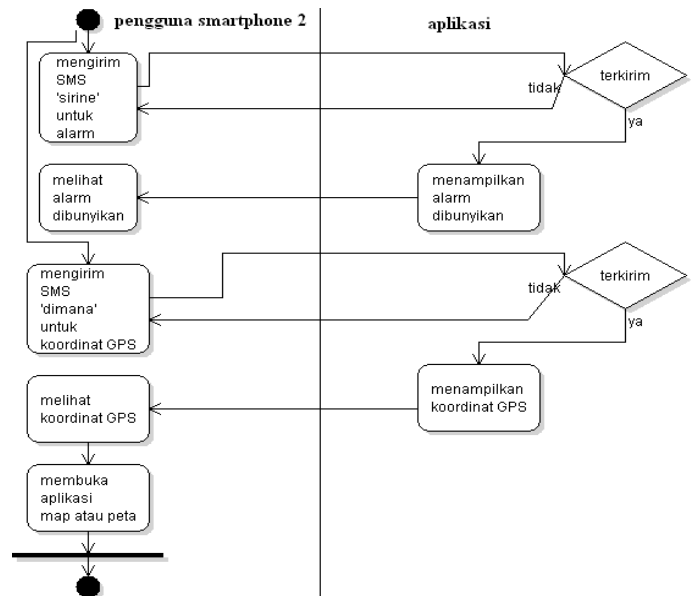 pengguna smartphone 2
aplikasi
mengirim
SMS
'sirine'
untuk
alarm
terkirim
tidak
ya
melihat
alarm
dibunyikan
menampilkan
alarm
dibunyikan
mengirim
SMS
'dimana'
untuk
koordinat GPS
terkirim
tidak
ya
melihat
koordinat GPS
menampilkan
koordinat GPS
membuka
aplikasi
map atau peta